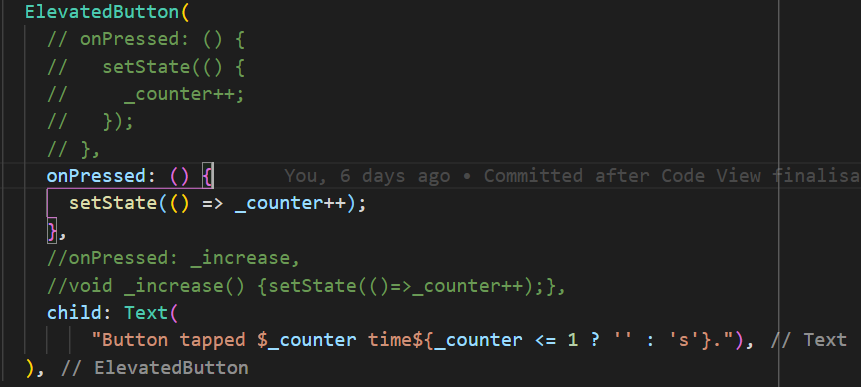 ElevatedButton(
// onPressed: () {
//   setState(() {
//     _counter++;
//   });
// },
onPressed: () {    You, 6 days ago • Committed after Code View finalisa
setState(() => _counter++);
},
//onPressed: _increase,
//void _increase() {setState(()=>_counter++);},
child: Text(
"Button tapped $_counter time${_counter <= 1 ? '' : 's'}."), // Text
), // ElevatedButton